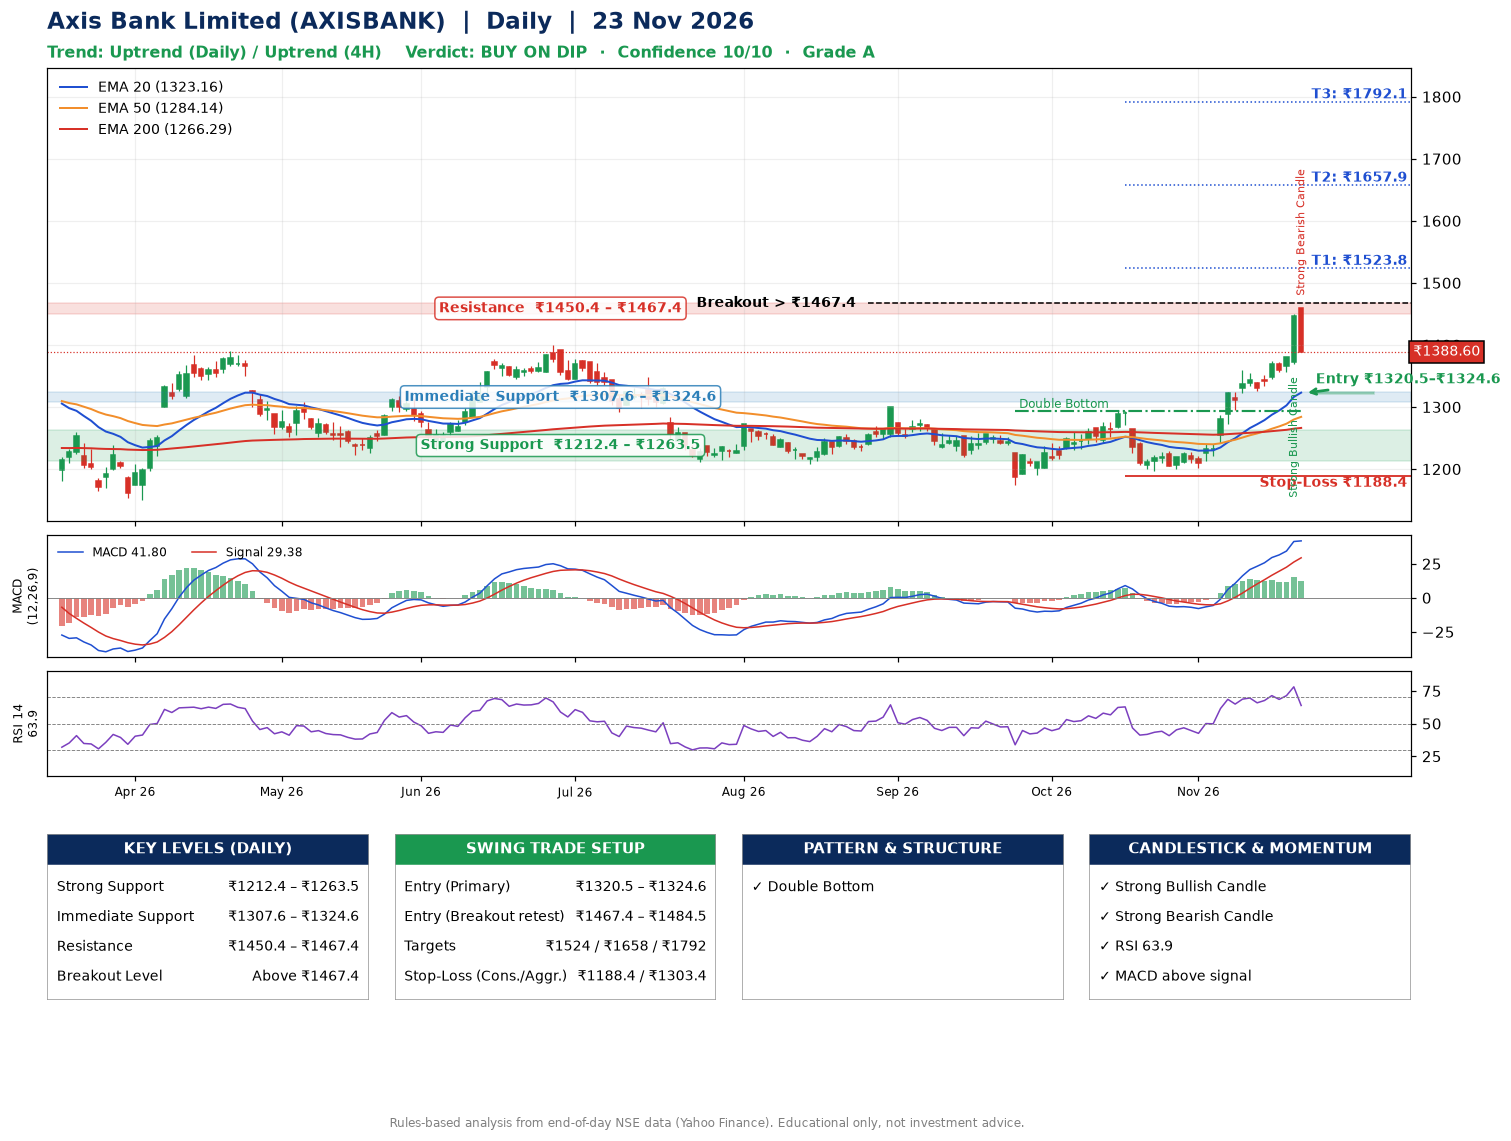 Axis Bank Limited (AXISBANK) | Daily | 23 Nov 2026
Trend: Uptrend (Daily) / Uptrend (4H) Verdict: BUY ON DIP · Confidence 10/10 · Grade A
EMA 20 (1323.16)
EMA 50 (1284.14)
EMA 200 (1266.29)
T3: ₹1792.1
T2: ₹1657.9
T1: ₹1523.8
Strong Bearish Candle
Resistance ₹1450.4 – ₹1467.4
Breakout > ₹1467.4
₹1388.60
Entry ₹1320.5–₹1324.6
Immediate Support ₹1307.6 – ₹1324.6
Double Bottom
Strong Support ₹1212.4 – ₹1263.5
Strong Bullish Candle
Stop-Loss ₹1188.4
1800
1700
1600
1500
1300
1200
MACD (12,26,9)
MACD 41.80
Signal 29.38
25
0
−25
RSI 14
63.9
75
50
25
Apr 26
May 26
Jun 26
Jul 26
Aug 26
Sep 26
Oct 26
Nov 26
KEY LEVELS (DAILY)
Strong Support ₹1212.4 – ₹1263.5
Immediate Support ₹1307.6 – ₹1324.6
Resistance ₹1450.4 – ₹1467.4
Breakout Level Above ₹1467.4
SWING TRADE SETUP
Entry (Primary) ₹1320.5 – ₹1324.6
Entry (Breakout retest) ₹1467.4 – ₹1484.5
Targets ₹1524 / ₹1658 / ₹1792
Stop-Loss (Cons./Aggr.) ₹1188.4 / ₹1303.4
PATTERN & STRUCTURE
✓ Double Bottom
CANDLESTICK & MOMENTUM
✓ Strong Bullish Candle
✓ Strong Bearish Candle
✓ RSI 63.9
✓ MACD above signal
Rules-based analysis from end-of-day NSE data (Yahoo Finance). Educational only, not investment advice.